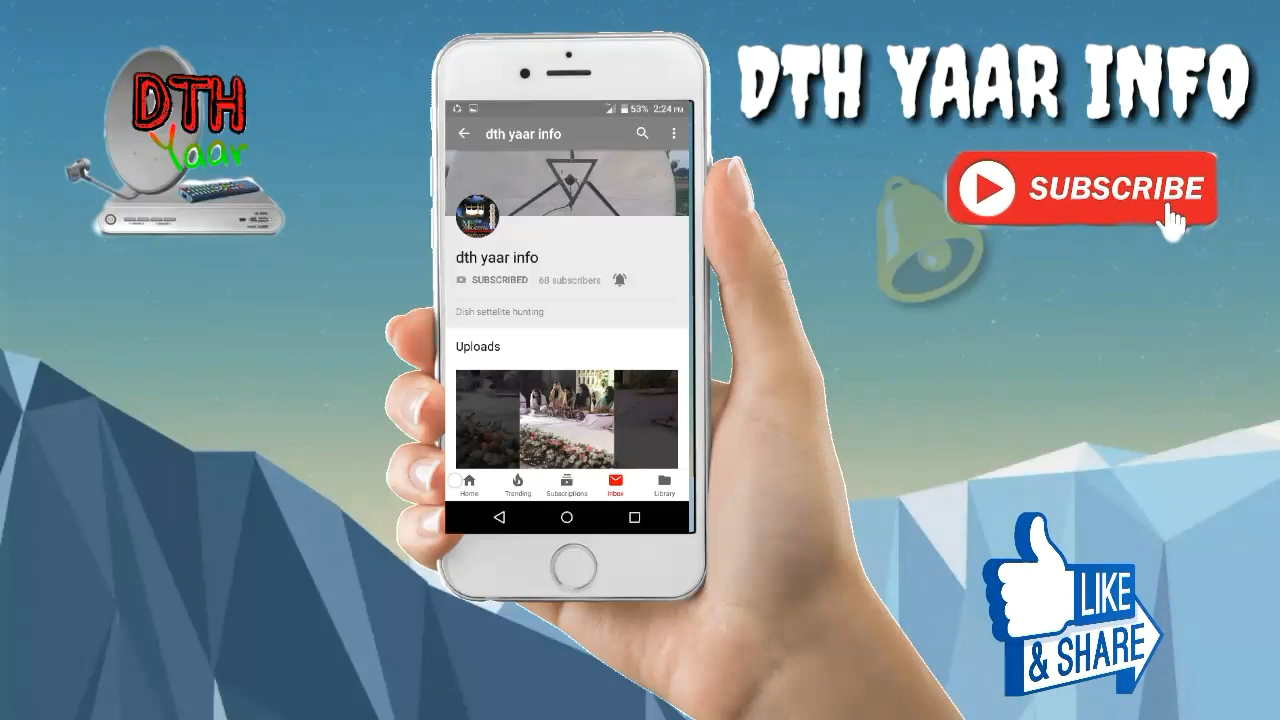 DTH
Yaar
DTH YAAR INFO
SUBSCRIBE
53% 2:24 PM
dth yaar info
dth yaar info
SUBSCRIBED 68 subscribers
Dish settelite hunting
Uploads
Home Trending Subscriptions Inbox Library
LIKE
& SHARE